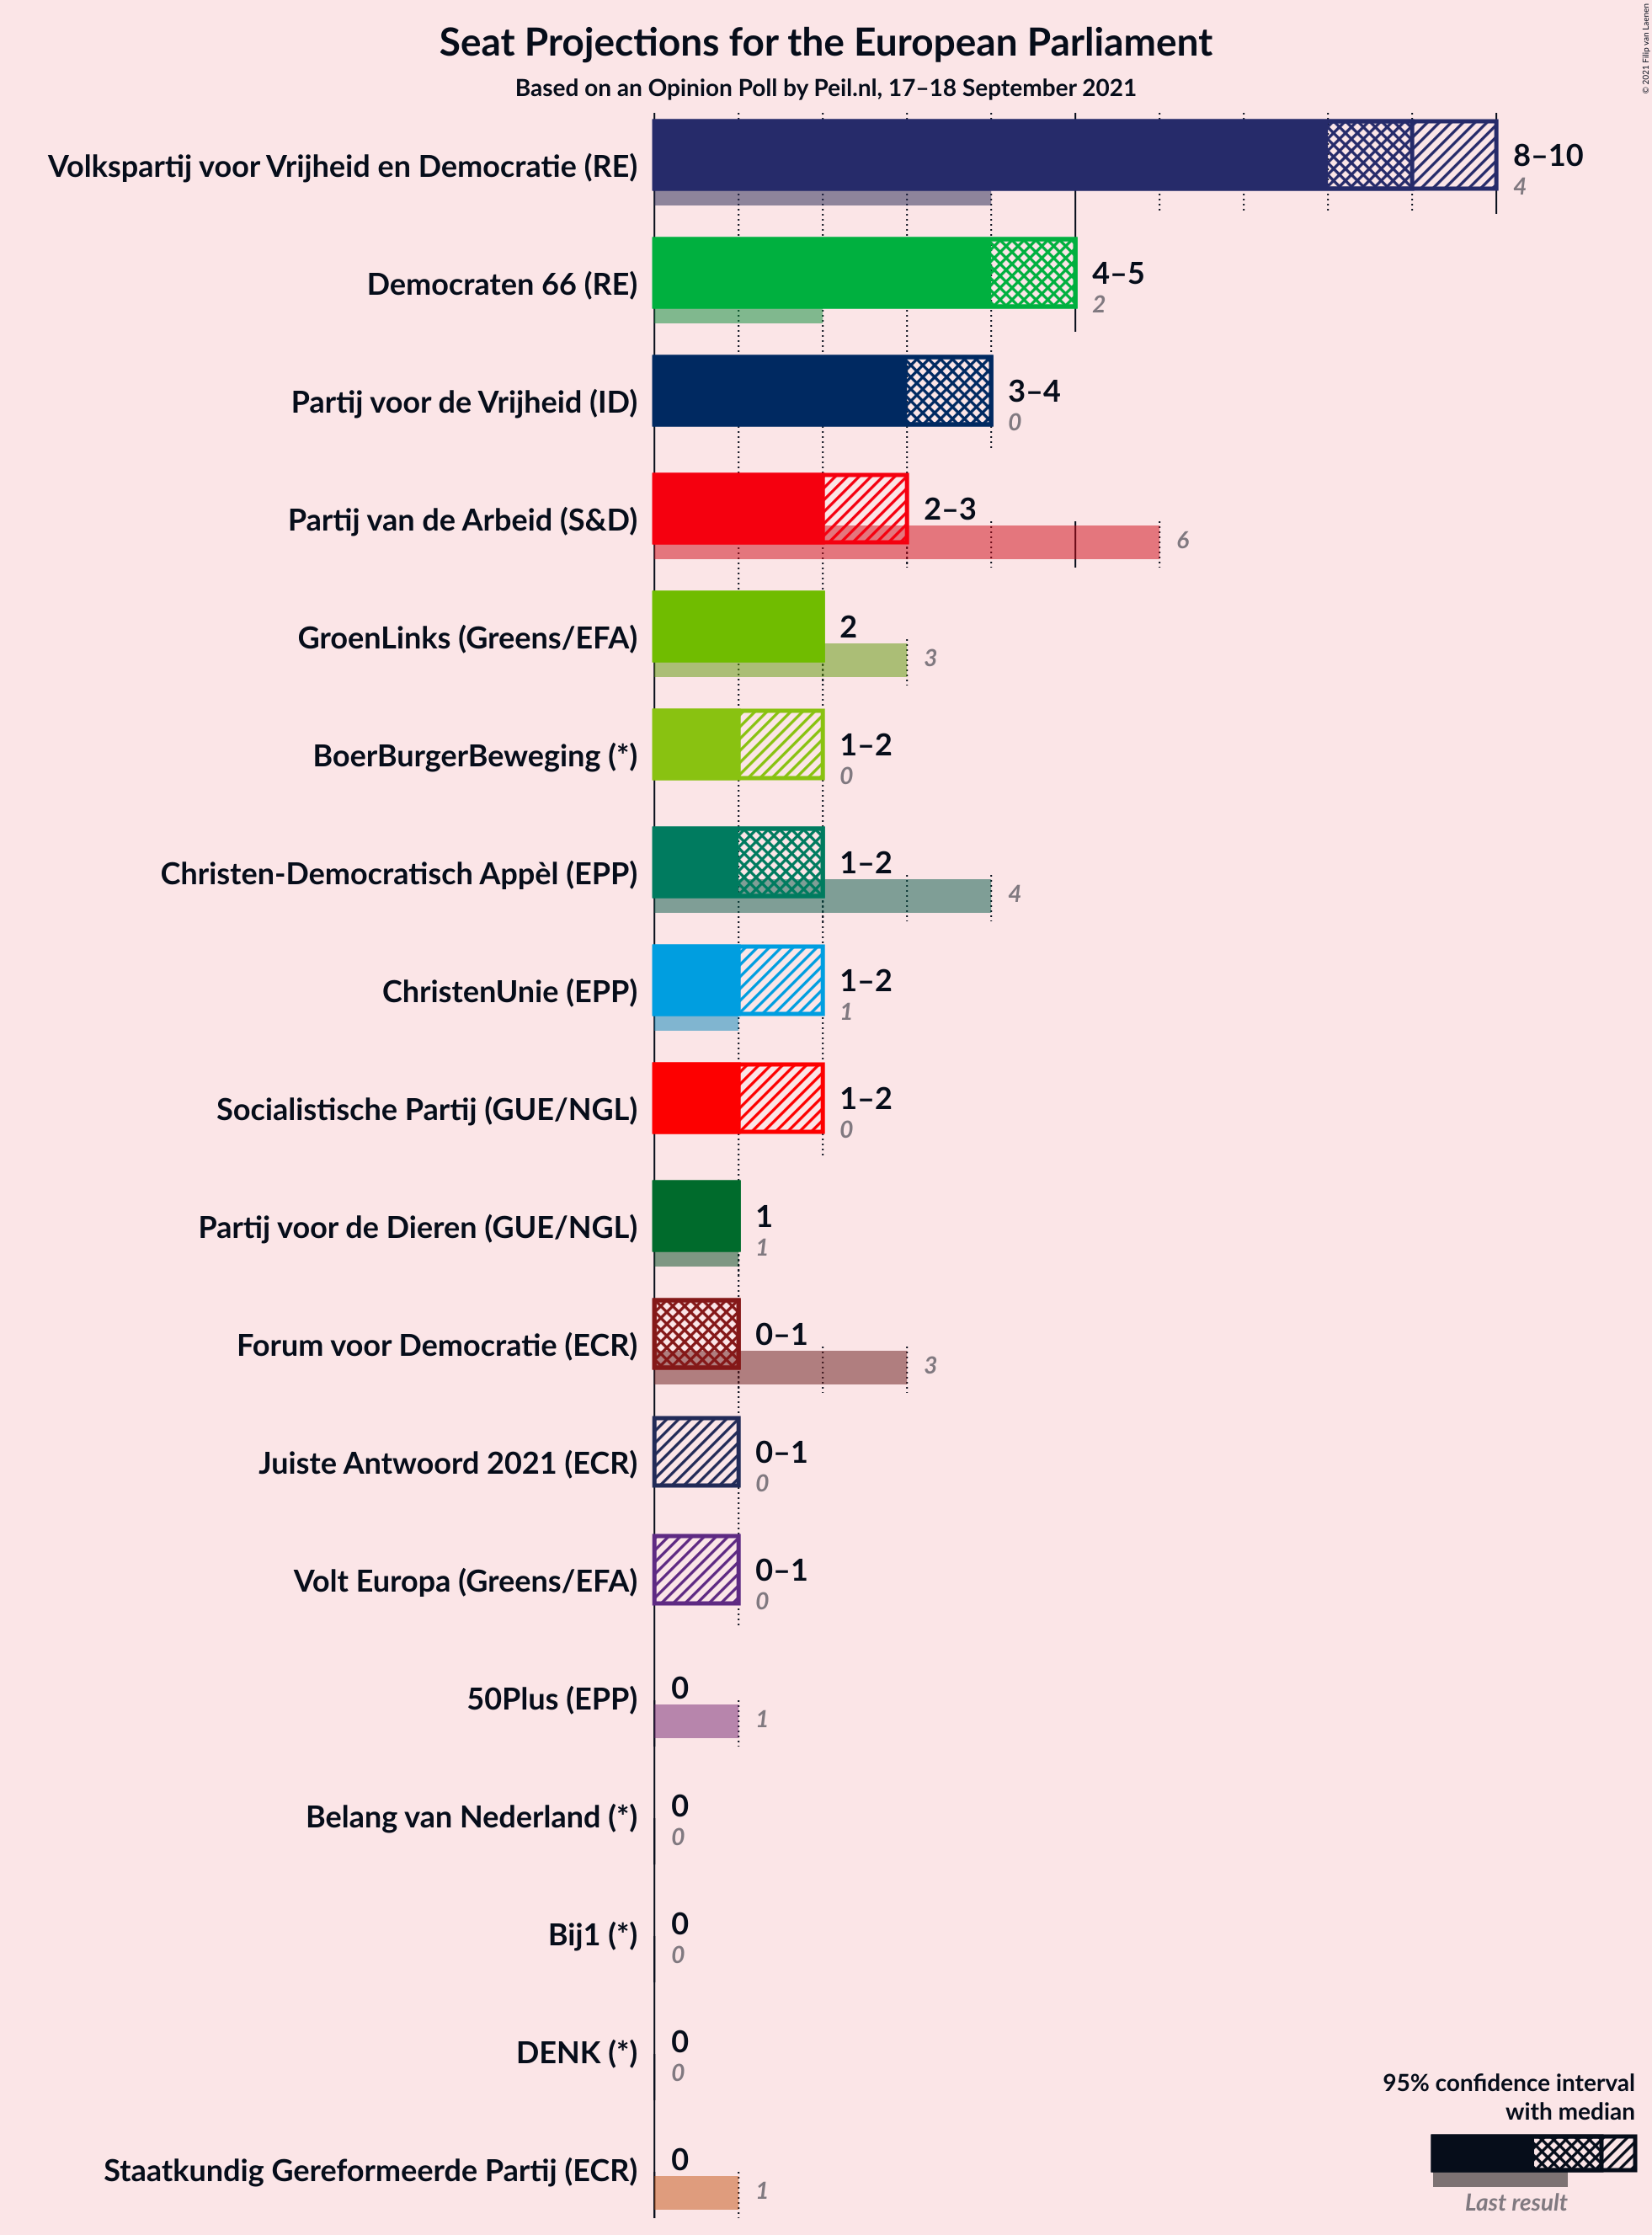 Seat Projections for the European Parliament
Based on an Opinion Poll by Peil.nl, 17–18 September 2021
© 2021 Filip van Laenen
Volkspartij voor Vrijheid en Democratie (RE)
8–10
4
Democraten 66 (RE)
4–5
2
Partij voor de Vrijheid (ID)
3–4
0
Partij van de Arbeid (S&D)
2–3
6
GroenLinks (Greens/EFA)
2
3
BoerBurgerBeweging (*)
1–2
0
Christen-Democratisch Appèl (EPP)
1–2
4
ChristenUnie (EPP)
1–2
1
Socialistische Partij (GUE/NGL)
1–2
0
Partij voor de Dieren (GUE/NGL)
1
1
Forum voor Democratie (ECR)
0–1
3
Juiste Antwoord 2021 (ECR)
0–1
0
Volt Europa (Greens/EFA)
0–1
0
50Plus (EPP)
0
1
Belang van Nederland (*)
0
0
Bij1 (*)
0
0
DENK (*)
0
0
Staatkundig Gereformeerde Partij (ECR)
0
1
95% confidence interval
with median
Last result